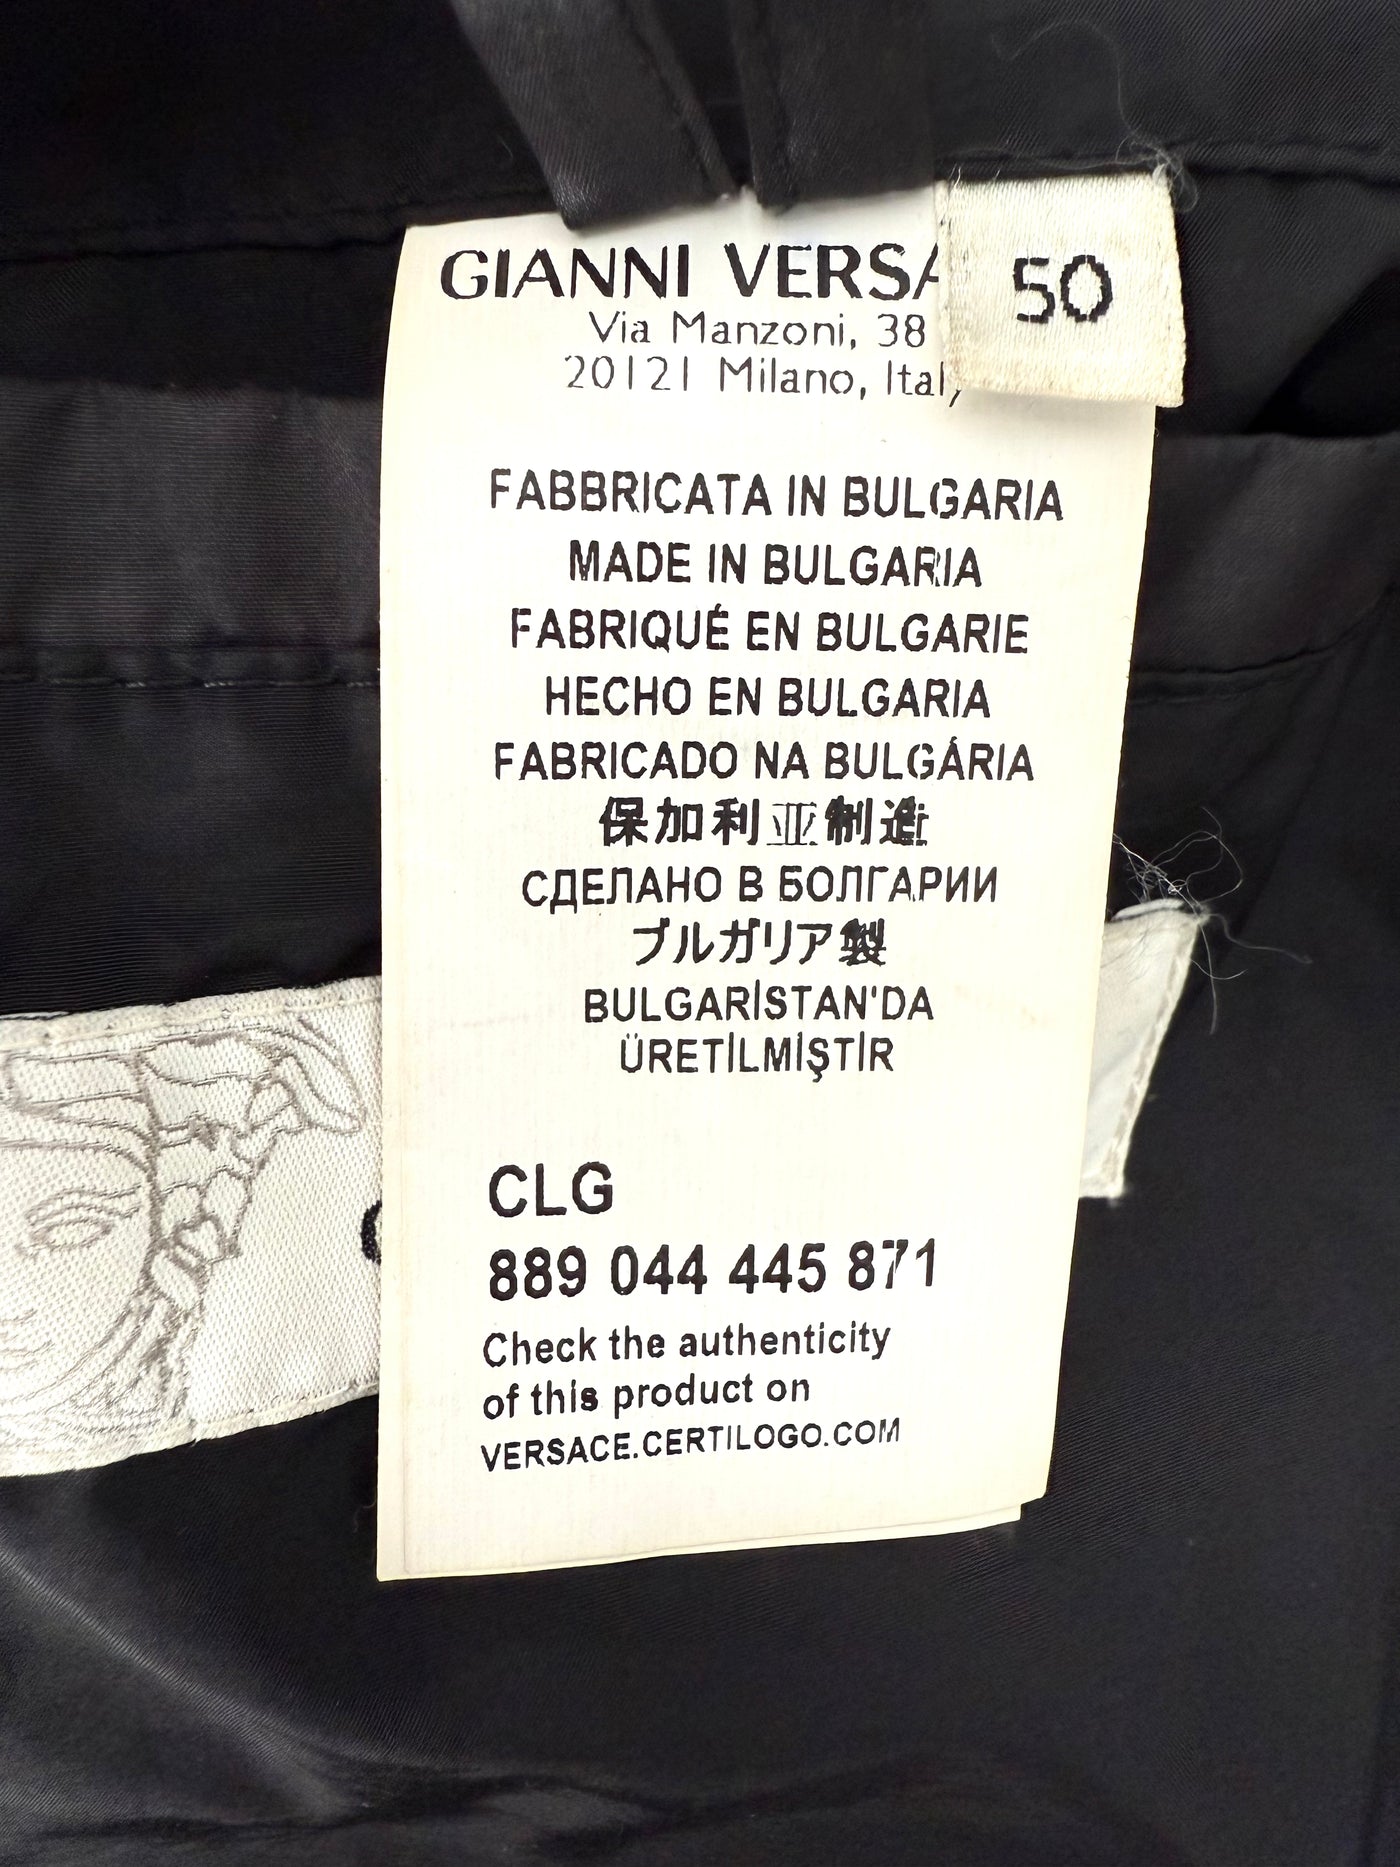 GIANNI VERSA
50
Via Manzoni, 38
20121 Milano, Italy
FABBRICATA IN BULGARIA
MADE IN BULGARIA
FABRIQUÉ EN BULGARIE
HECHO EN BULGARIA
FABRICADO NA BULGÁRIA
保加利亚制造
СДЕЛАНО В БОЛГАРИИ
ブルガリア製
BULGARİSTAN'DA
ÜRETİLMİŞTİR
CLG
889 044 445 871
Check the authenticity
of this product on
VERSACE.CERTILOGO.COM